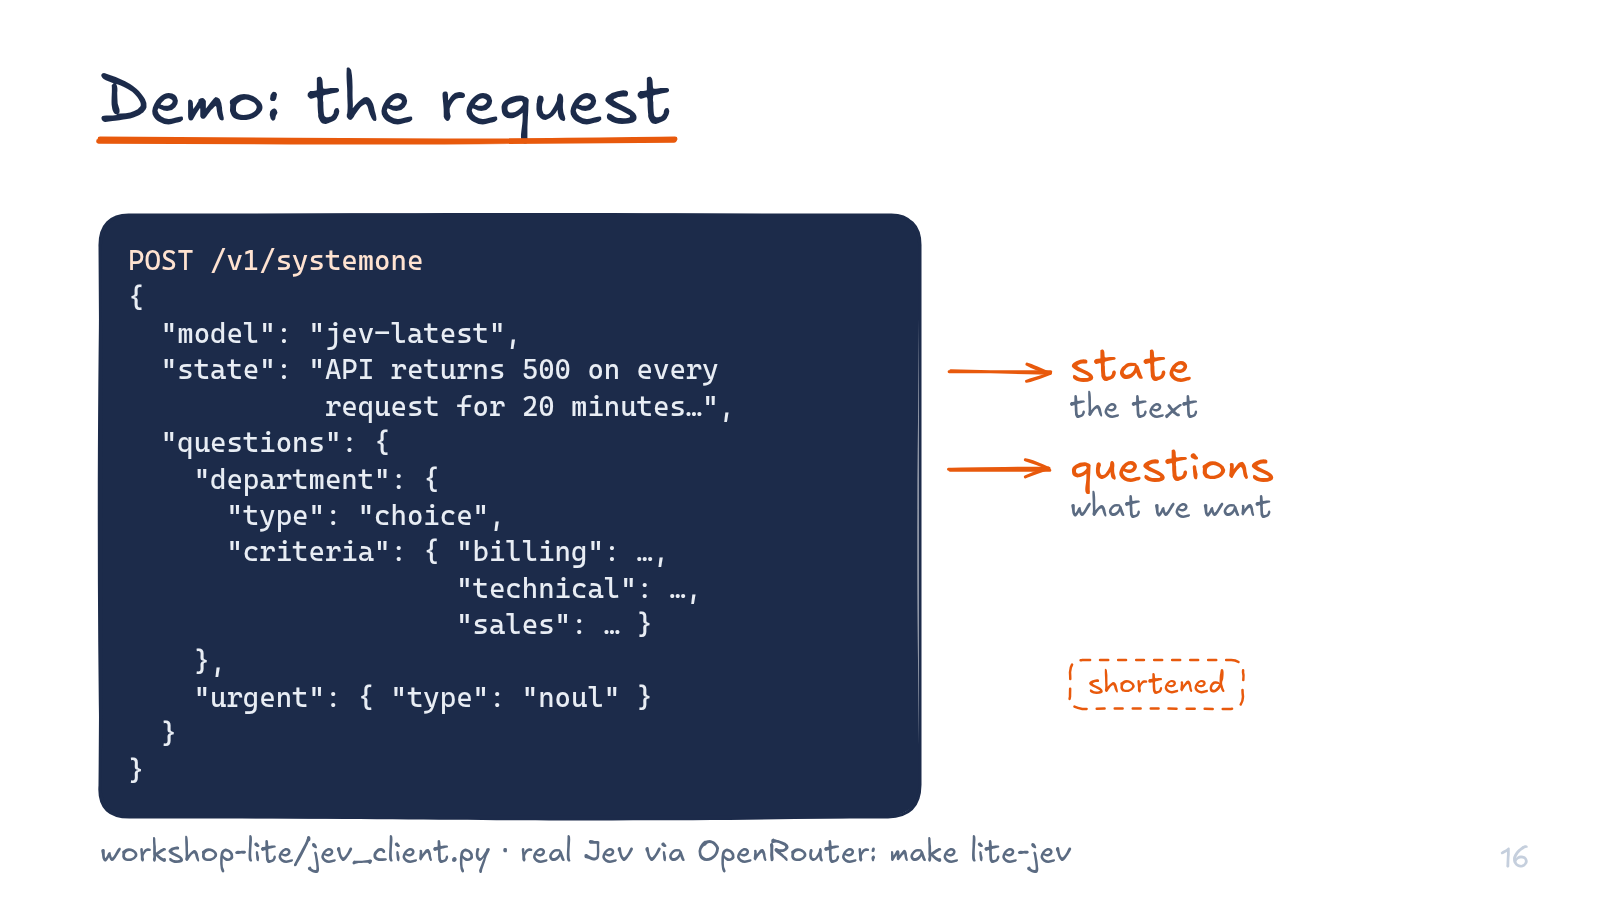 Demo: the request
POST /v1/systemone
{
  "model": "jev-latest",
  "state": "API returns 500 on every
            request for 20 minutes…",
  "questions": {
    "department": {
      "type": "choice",
      "criteria": { "billing": …,
                    "technical": …,
                    "sales": … }
    },
    "urgent": { "type": "noul" }
  }
}
state
the text
questions
what we want
shortened
workshop-lite/jev_client.py · real Jev via OpenRouter: make lite-jev
16